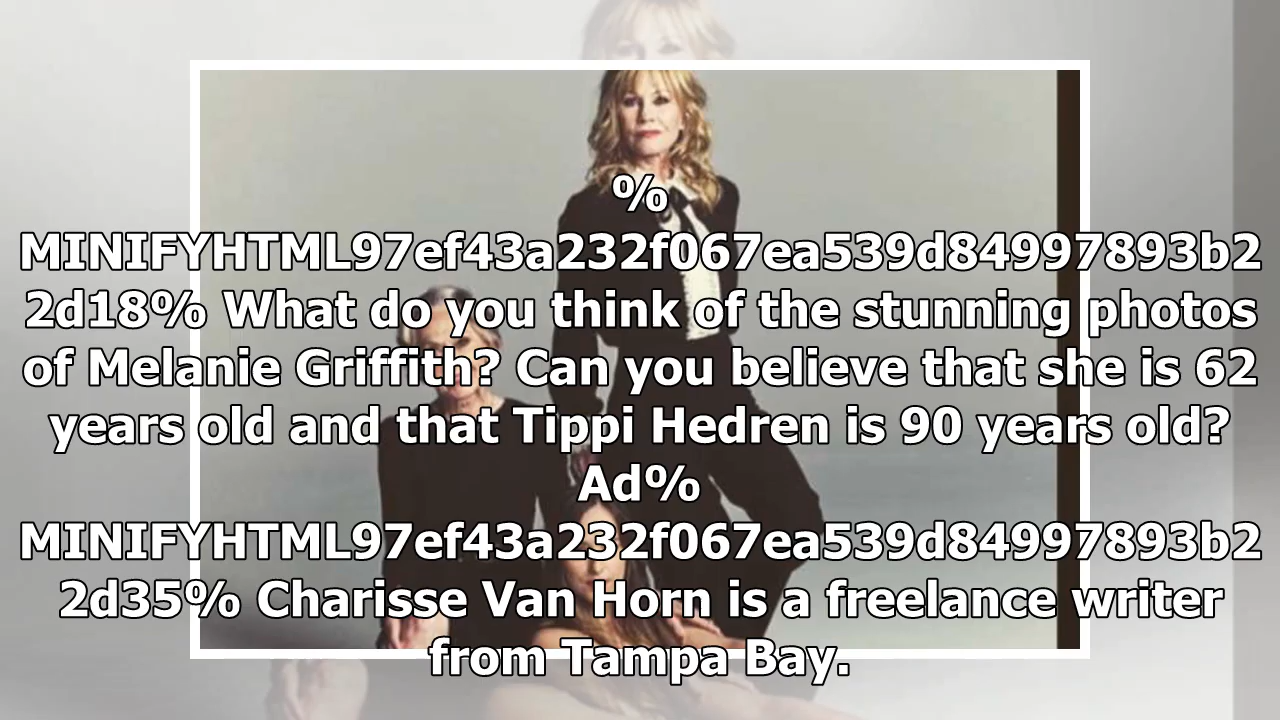 %
MINIFYHTML97ef43a232f067ea539d84997893b2
2d18% What do you think of the stunning photos
of Melanie Griffith? Can you believe that she is 62
years old and that Tippi Hedren is 90 years old?
Ad%
MINIFYHTML97ef43a232f067ea539d84997893b2
2d35% Charisse Van Horn is a freelance writer
from Tampa Bay.